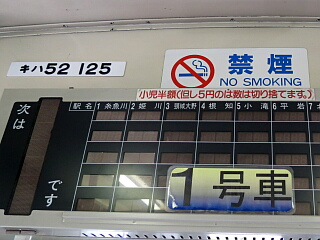 キハ52 125
禁煙
NO SMOKING
小児半額(但し5円のは数は切り捨てます。)
駅名 1糸魚川 2姫川 3頸城大野 4根知 5小滝 6平岩
次は
です
1号車